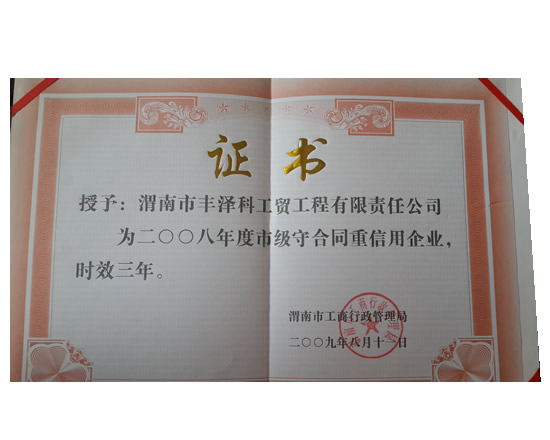 证书
授予：渭南市丰泽科工贸工程有限责任公司
为二〇〇八年度市级守合同重信用企业，
时效三年。
渭南市工商行政管理局
二〇〇九年八月十一日